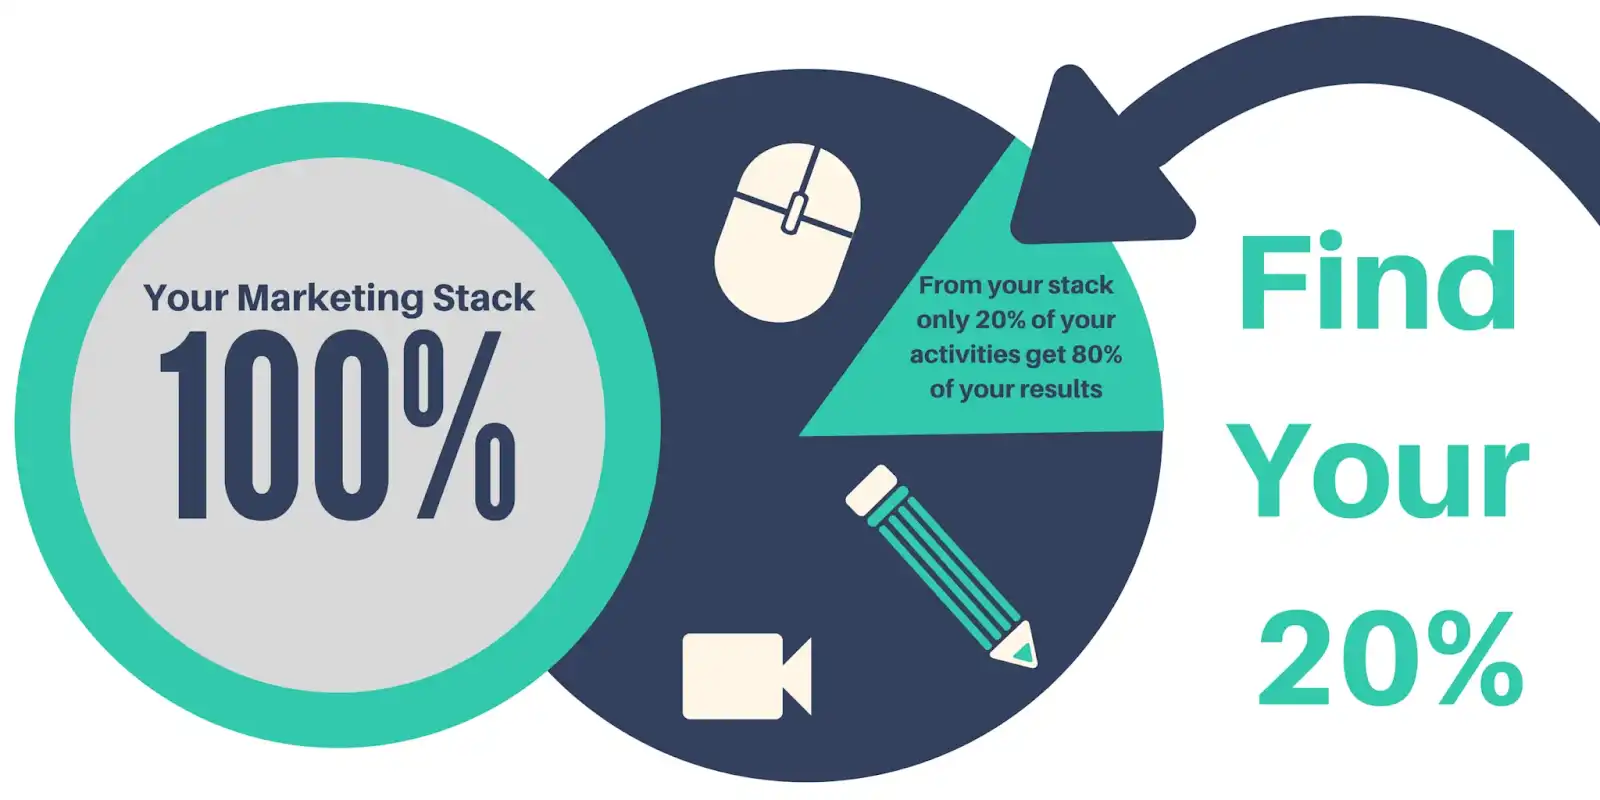 Your Marketing Stack
100%
From your stack
only 20% of your
activities get 80%
of your results
Find
Your
20%